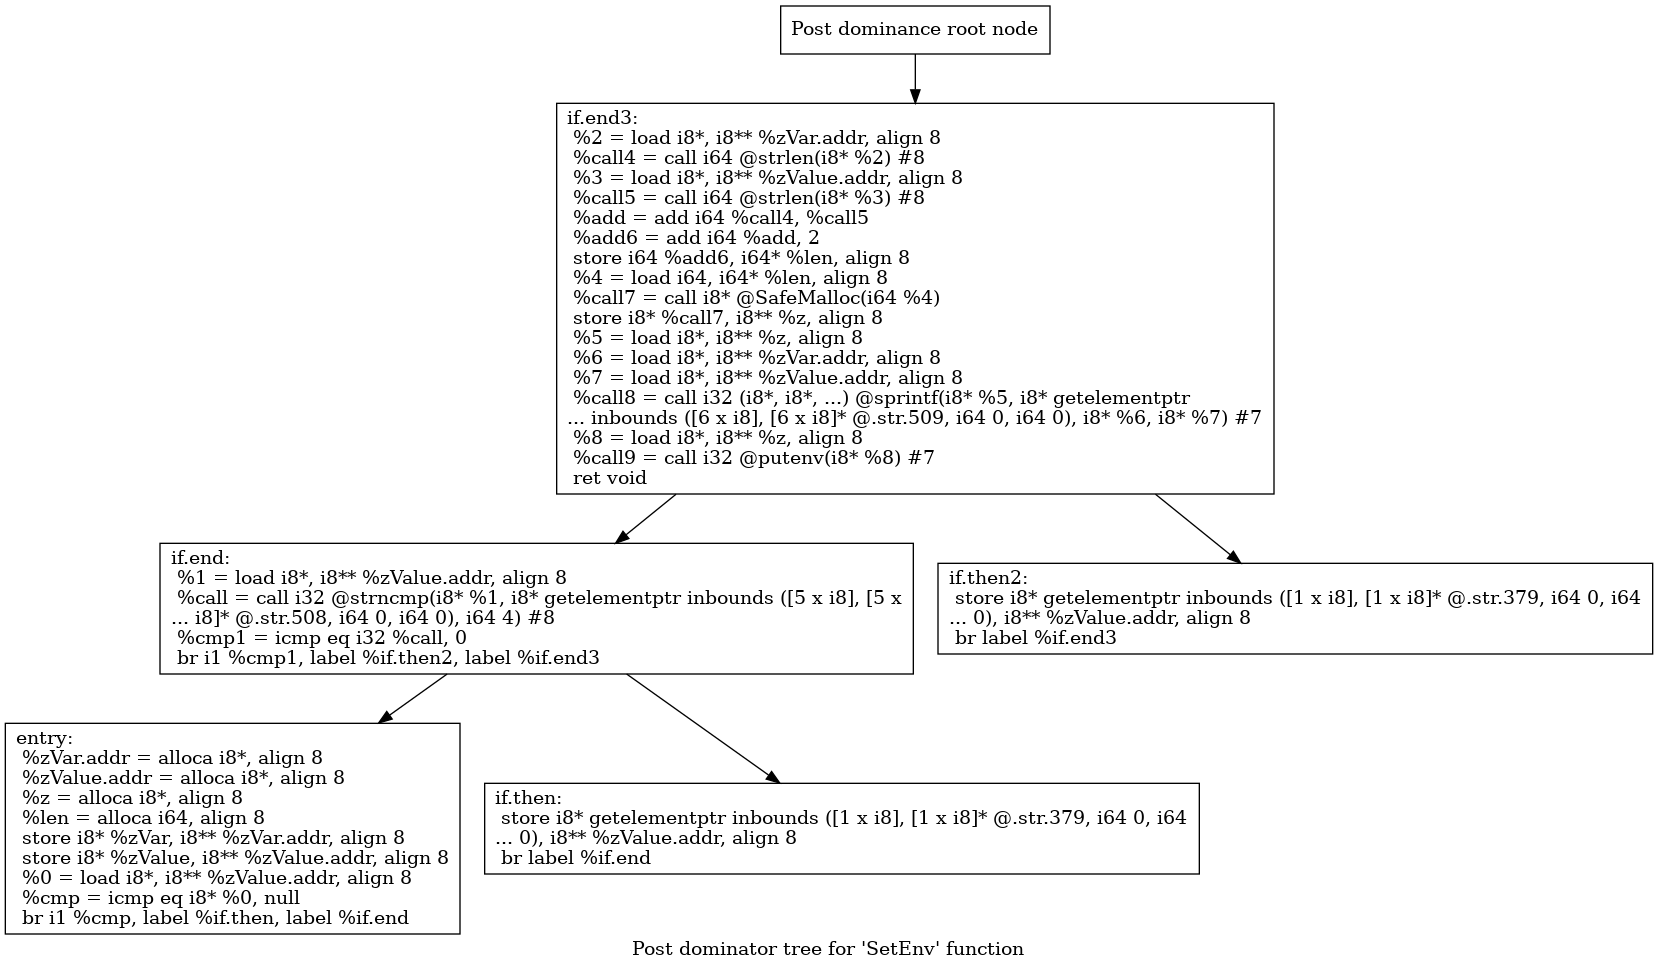 Post dominance root node
if.end3:
%2 = load i8*, i8** %zVar.addr, align 8
%call4 = call i64 @strlen(i8* %2) #8
%3 = load i8*, i8** %zValue.addr, align 8
%call5 = call i64 @strlen(i8* %3) #8
%add = add i64 %call4, %call5
%add6 = add i64 %add, 2
store i64 %add6, i64* %len, align 8
%4 = load i64, i64* %len, align 8
%call7 = call i8* @SafeMalloc(i64 %4)
store i8* %call7, i8** %z, align 8
%5 = load i8*, i8** %z, align 8
%6 = load i8*, i8** %zVar.addr, align 8
%7 = load i8*, i8** %zValue.addr, align 8
%call8 = call i32 (i8*, i8*, ...) @sprintf(i8* %5, i8* getelementptr
... inbounds ([6 x i8], [6 x i8]* @.str.509, i64 0, i64 0), i8* %6, i8* %7) #7
%8 = load i8*, i8** %z, align 8
%call9 = call i32 @putenv(i8* %8) #7
ret void
if.end:
%1 = load i8*, i8** %zValue.addr, align 8
%call = call i32 @strncmp(i8* %1, i8* getelementptr inbounds ([5 x i8], [5 x
... i8]* @.str.508, i64 0, i64 0), i64 4) #8
%cmp1 = icmp eq i32 %call, 0
br i1 %cmp1, label %if.then2, label %if.end3
if.then2:
store i8* getelementptr inbounds ([1 x i8], [1 x i8]* @.str.379, i64 0, i64
... 0), i8** %zValue.addr, align 8
br label %if.end3
entry:
%zVar.addr = alloca i8*, align 8
%zValue.addr = alloca i8*, align 8
%z = alloca i8*, align 8
%len = alloca i64, align 8
store i8* %zVar, i8** %zVar.addr, align 8
store i8* %zValue, i8** %zValue.addr, align 8
%0 = load i8*, i8** %zValue.addr, align 8
%cmp = icmp eq i8* %0, null
br i1 %cmp, label %if.then, label %if.end
if.then:
store i8* getelementptr inbounds ([1 x i8], [1 x i8]* @.str.379, i64 0, i64
... 0), i8** %zValue.addr, align 8
br label %if.end
Post dominator tree for 'SetEnv' function